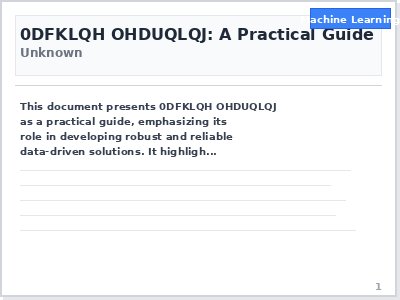 Machine Learning
0DFKLQH OHDUQLQJ: A Practical Guide
Unknown
This document presents 0DFKLQH OHDUQLQJ
as a practical guide, emphasizing its
role in developing robust and reliable
data-driven solutions. It highligh...
1